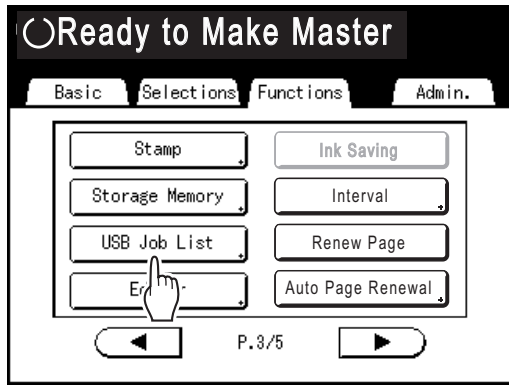 Ready to Make Master
Basic Selections Functions Admin.
Stamp Ink Saving
Storage Memory Interval
USB Job List Renew Page
Auto Page Renewal
P.3/5